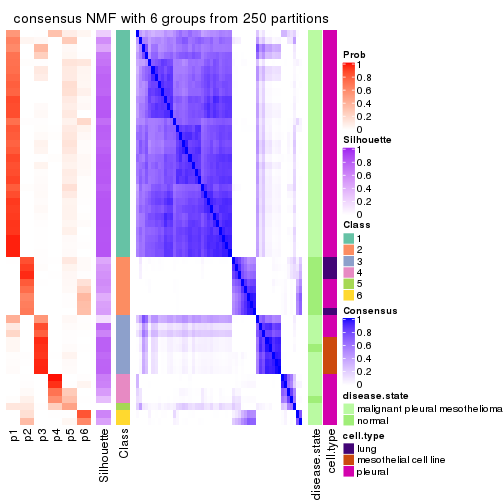 consensus NMF with 6 groups from 250 partitions
Prob
1
0.8
0.6
0.4
0.2
0
Silhouette
1
0.8
0.6
0.4
0.2
0
Class
1
2
3
4
5
6
Consensus
1
0.8
0.6
0.4
0.2
0
disease.state
malignant pleural mesothelioma
normal
cell.type
lung
mesothelial cell line
pleural
p1
p2
p3
p4
p5
p6
Silhouette
Class
disease.state
cell.type